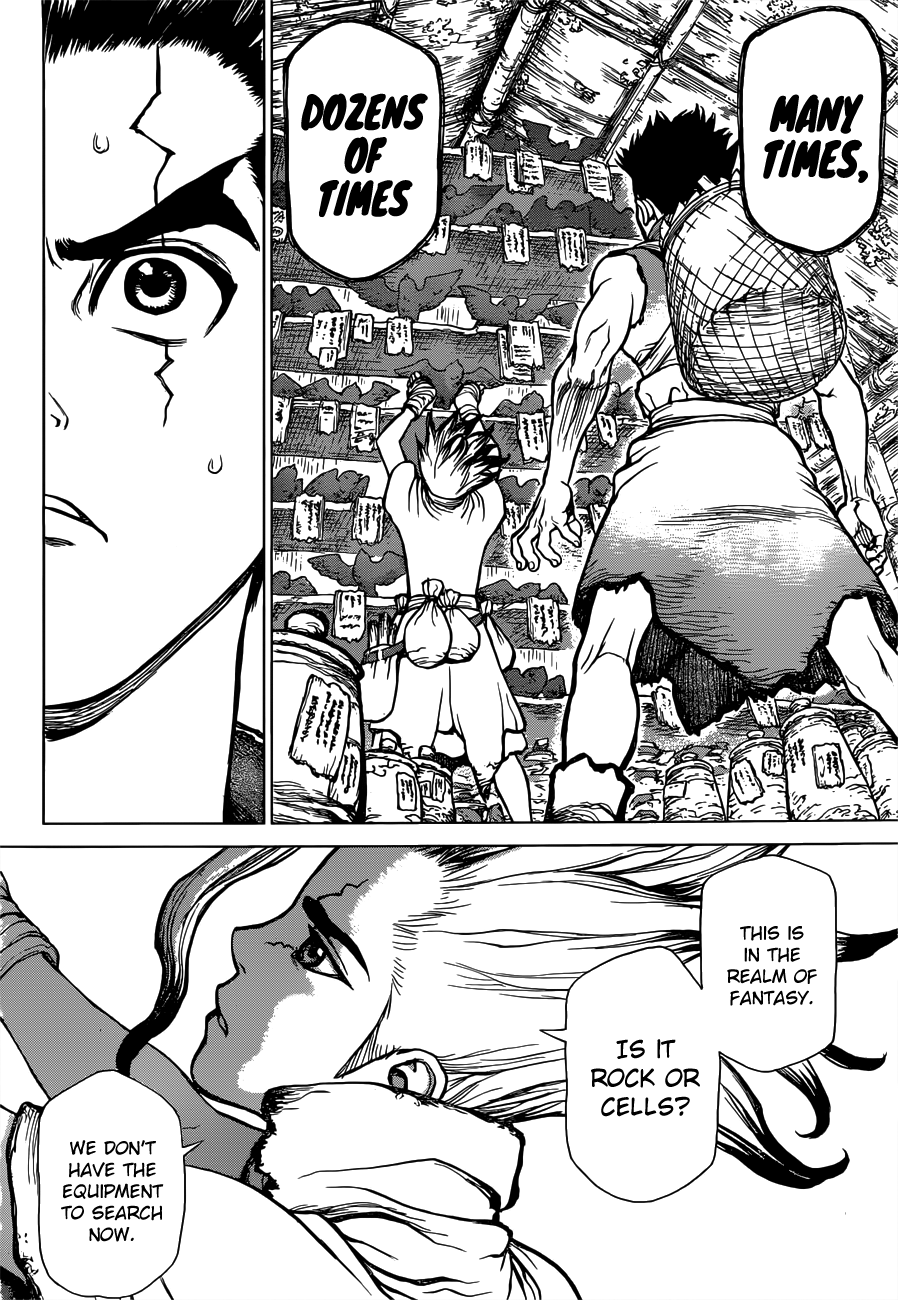 MANY
TIMES,
DOZENS
OF
TIMES
THIS IS
IN THE
REALM OF
FANTASY.
IS IT
ROCK OR
CELLS?
WE DON'T
HAVE THE
EQUIPMENT
TO SEARCH
NOW.